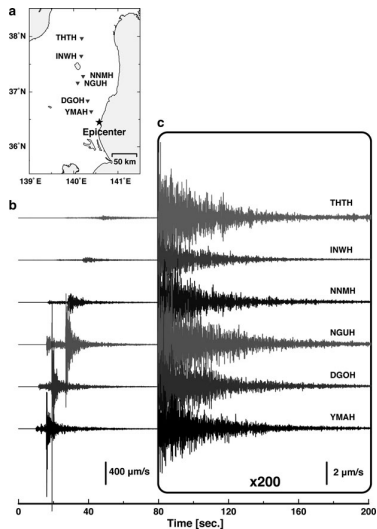 a
38˚N
37˚N
36˚N
THTH
INWH
NNMH
NGUH
DGOH
YMAH
Epicenter
50 km
139˚E
140˚E
141˚E
c
b
THTH
INWH
NNMH
NGUH
DGOH
YMAH
400 µm/s
x200
2 µm/s
0
40
80
120
160
200
Time [sec.]